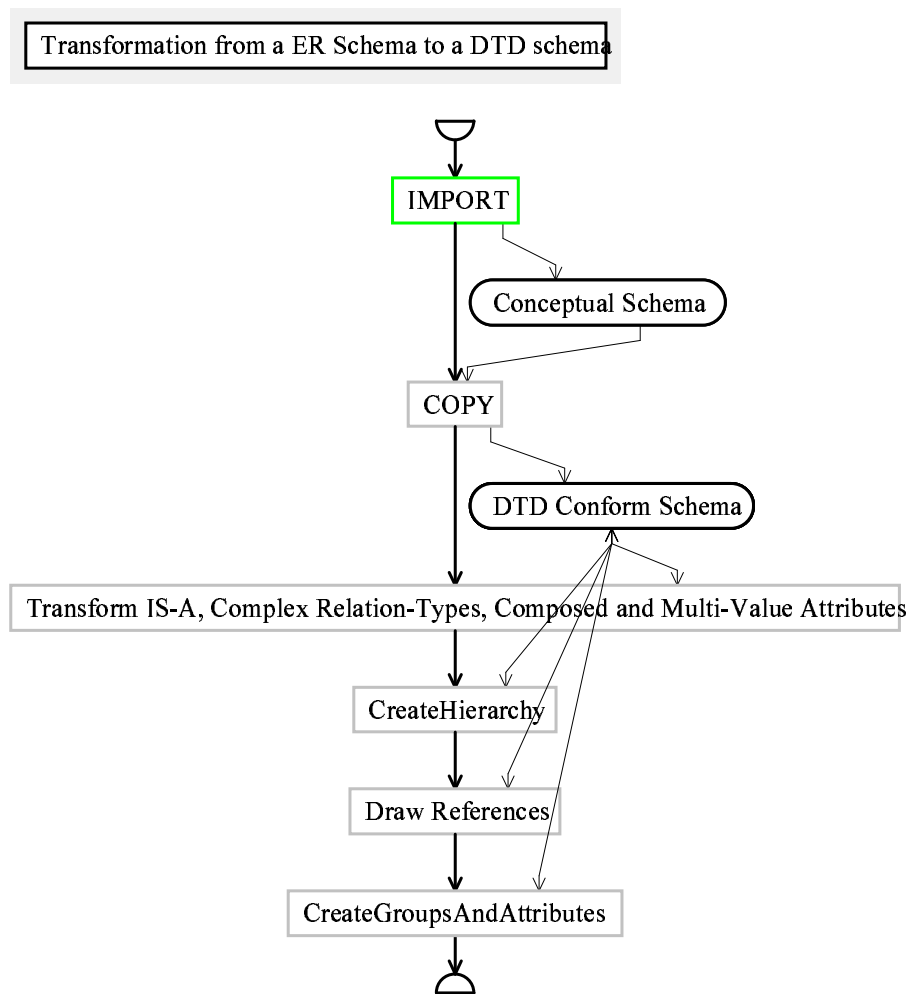 Transformation from a ER Schema to a DTD schema
IMPORT
Conceptual Schema
COPY
DTD Conform Schema
Transform IS-A, Complex Relation-Types, Composed and Multi-Value Attributes
CreateHierarchy
Draw References
CreateGroupsAndAttributes